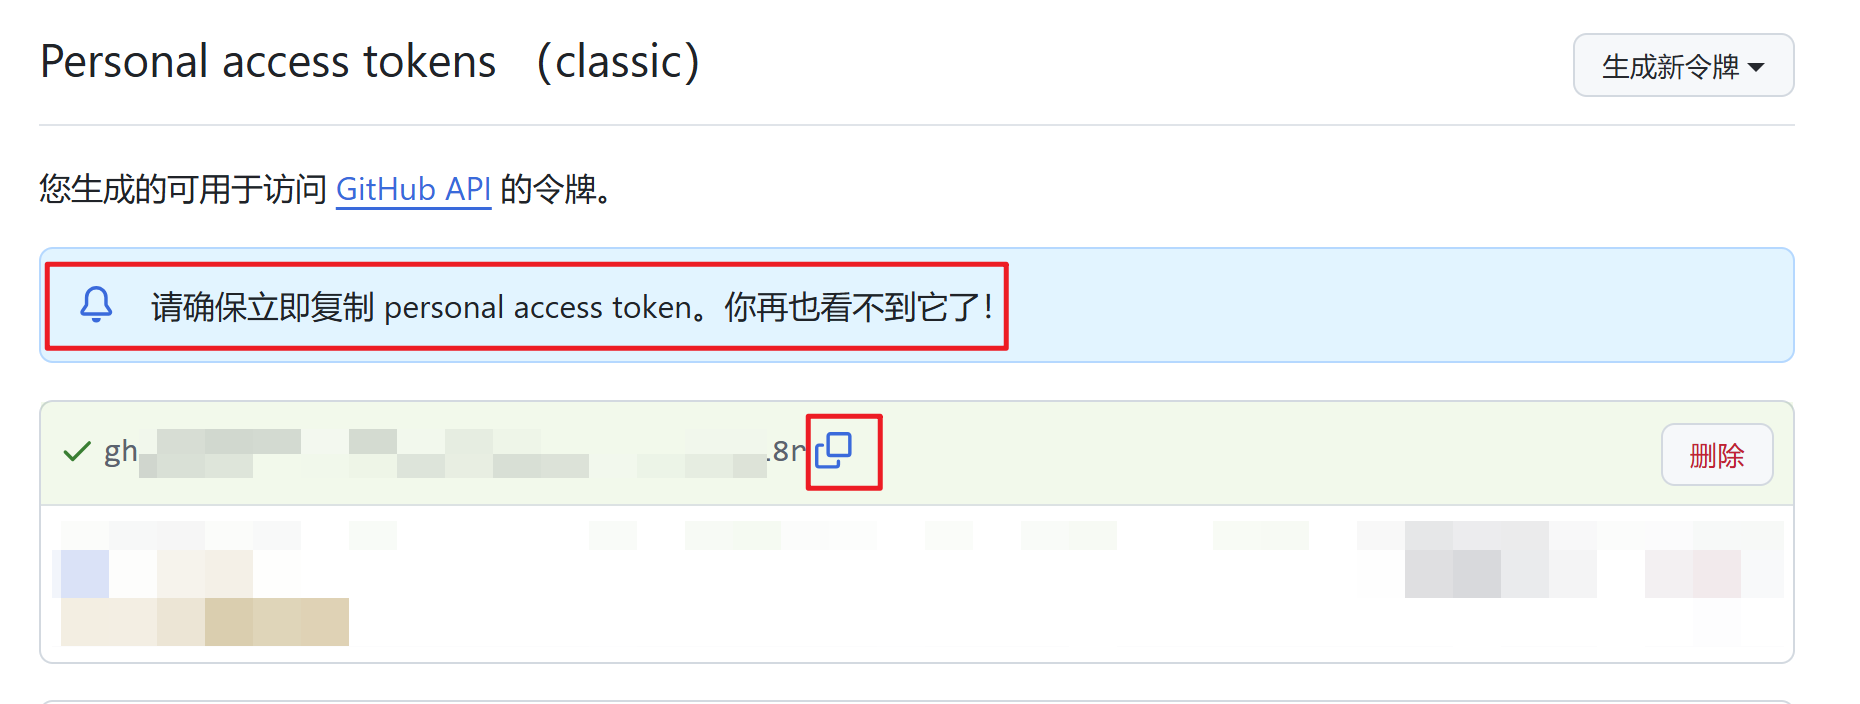 Personal access tokens （classic）
生成新令牌
您生成的可用于访问 GitHub API 的令牌。
请确保立即复制 personal access token。你再也看不到它了！
gh
8r
删除